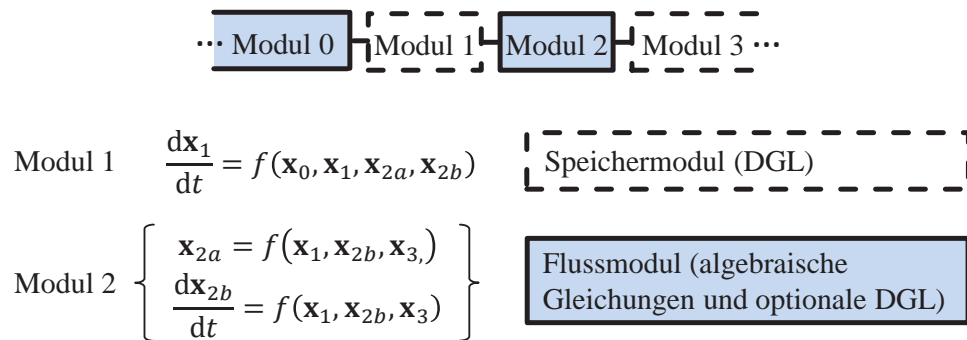 ··· Modul 0 Modul 1 Modul 2 Modul 3 ···
Modul 1 d𝐱₁/dt = f(𝐱₀, 𝐱₁, 𝐱₂ₐ, 𝐱₂b) Speichermodul (DGL)
Modul 2 { 𝐱₂ₐ = f(𝐱₁, 𝐱₂b, 𝐱₃,)
d𝐱₂b/dt = f(𝐱₁, 𝐱₂b, 𝐱₃) }
Flussmodul (algebraische
Gleichungen und optionale DGL)